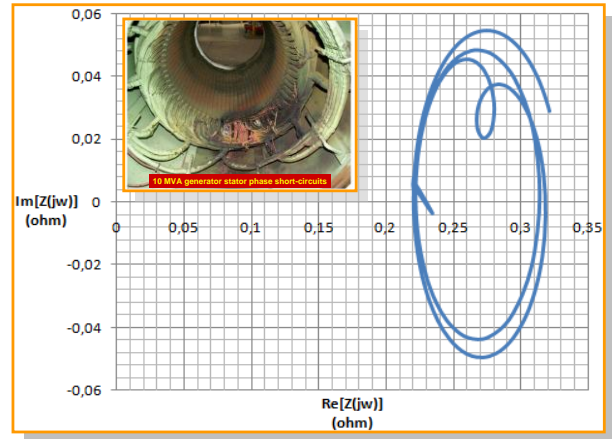 0,06
0,04
0,02
0
-0,02
-0,04
-0,06
Im[Z(jw)]
(ohm)
10 MVA generator stator phase short-circuits
0 0,05 0,1 0,15 0,2 0,25 0,3 0,35
Re[Z(jw)]
(ohm)